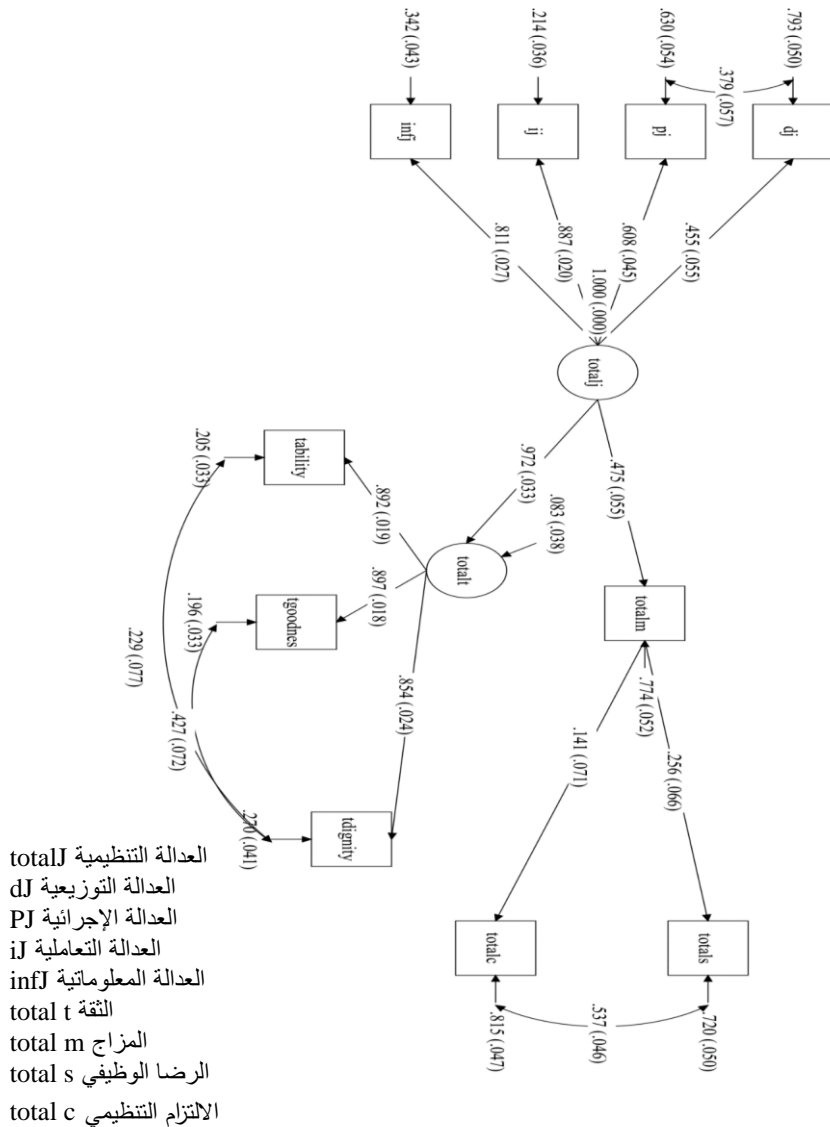 .342 (.043)
.214 (.036)
.630 (.054)
.793 (.050)
.379 (.057)
infj
ij
pj
dj
.811 (.027)
.887 (.020)
.608 (.045)
.455 (.055)
1.000 (.000)
totalj
.972 (.033)
.475 (.055)
.083 (.038)
totalt
totalm
.774 (.052)
.892 (.019)
.897 (.018)
.854 (.024)
tability
.205 (.033)
tgoodnes
.196 (.033)
tdignity
.270 (.041)
.229 (.077)
.427 (.072)
.141 (.071)
.256 (.066)
totalc
totals
.815 (.047)
.720 (.050)
.537 (.046)
العدالة التنظيمية totalJ
العدالة التوزيعية dJ
العدالة الإجرائية PJ
العدالة التعاملية iJ
العدالة المعلوماتية infJ
الثقة total t
المزاج total m
الرضا الوظيفي total s
الالتزام التنظيمي total c